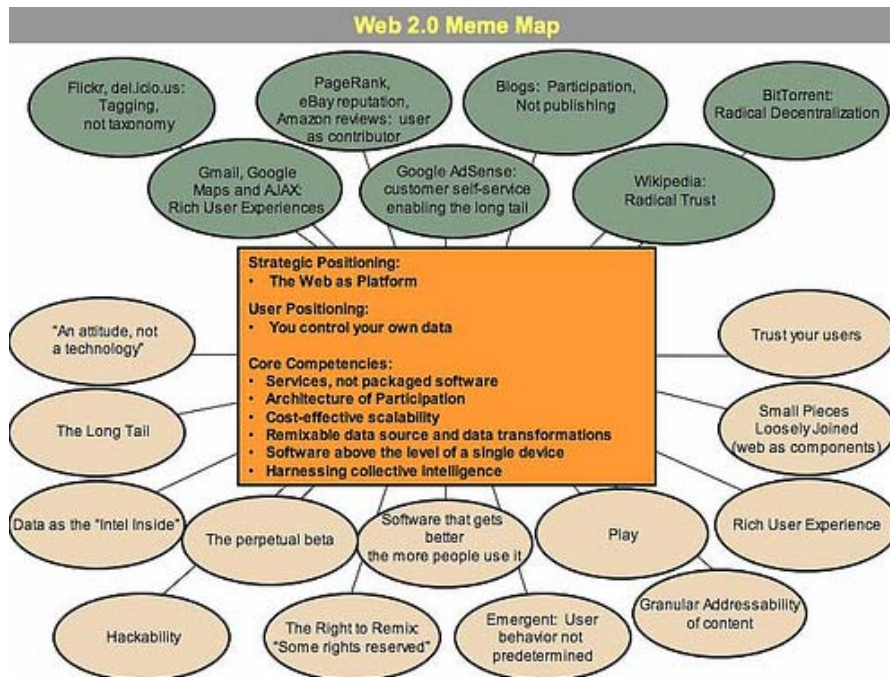 Web 2.0 Meme Map
Flickr, del.icio.us:
Tagging,
not taxonomy
PageRank,
eBay reputation,
Amazon reviews: user
as contributor
Blogs: Participation,
Not publishing
BitTorrent:
Radical Decentralization
Gmail, Google
Maps and AJAX:
Rich User Experiences
Google AdSense:
customer self-service
enabling the long tail
Wikipedia:
Radical Trust
Strategic Positioning:
• The Web as Platform
User Positioning:
• You control your own data
Core Competencies:
• Services, not packaged software
• Architecture of Participation
• Cost-effective scalability
• Remixable data source and data transformations
• Software above the level of a single device
• Harnessing collective intelligence
"An attitude, not
a technology"
Trust your users
The Long Tail
Small Pieces
Loosely Joined
(web as components)
Data as the "Intel Inside"
The perpetual beta
Software that gets
better
the more people use it
Play
Rich User Experience
Hackability
The Right to Remix:
"Some rights reserved"
Emergent: User
behavior not
predetermined
Granular Addressability
of content